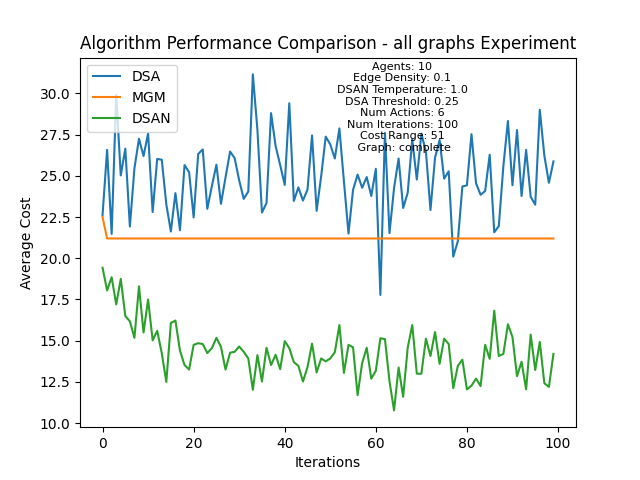 Algorithm Performance Comparison - all graphs Experiment
DSA
MGM
DSAN
Agents: 10
Edge Density: 0.1
DSAN Temperature: 1.0
DSA Threshold: 0.25
Num Actions: 6
Num Iterations: 100
Cost Range: 51
Graph: complete
Average Cost
30.0
27.5
25.0
22.5
20.0
17.5
15.0
12.5
10.0
0 20 40 60 80 100
Iterations